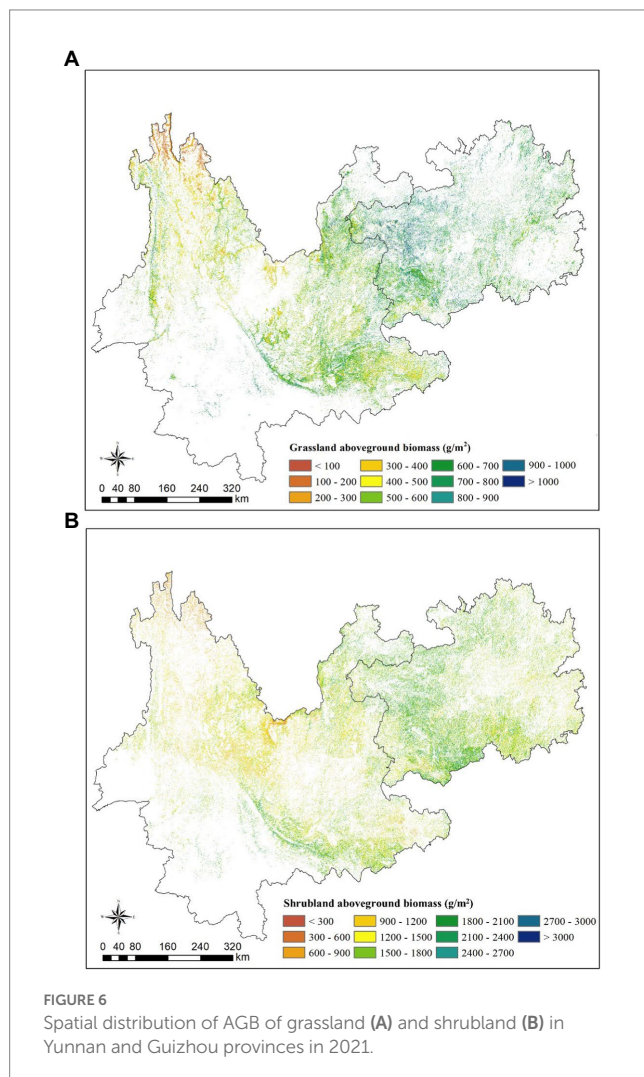 A
Grassland aboveground biomass (g/m²)
< 100 300 - 400 600 - 700 900 - 1000
100 - 200 400 - 500 700 - 800 > 1000
200 - 300 500 - 600 800 - 900
0 40 80 160 240 320
km
B
Shrubland aboveground biomass (g/m²)
< 300 900 - 1200 1800 - 2100 2700 - 3000
300 - 600 1200 - 1500 2100 - 2400 > 3000
600 - 900 1500 - 1800 2400 - 2700
0 40 80 160 240 320
km
FIGURE 6
Spatial distribution of AGB of grassland (A) and shrubland (B) in
Yunnan and Guizhou provinces in 2021.